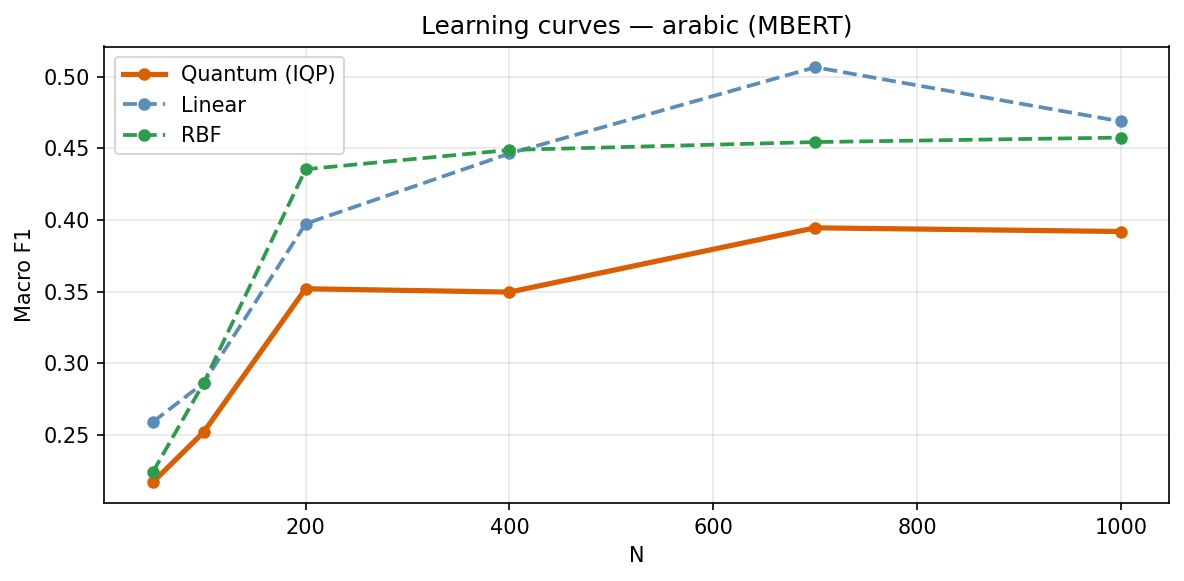 Learning curves — arabic (MBERT)
Quantum (IQP)
Linear
RBF
Macro F1
0.50
0.45
0.40
0.35
0.30
0.25
200 400 600 800 1000
N